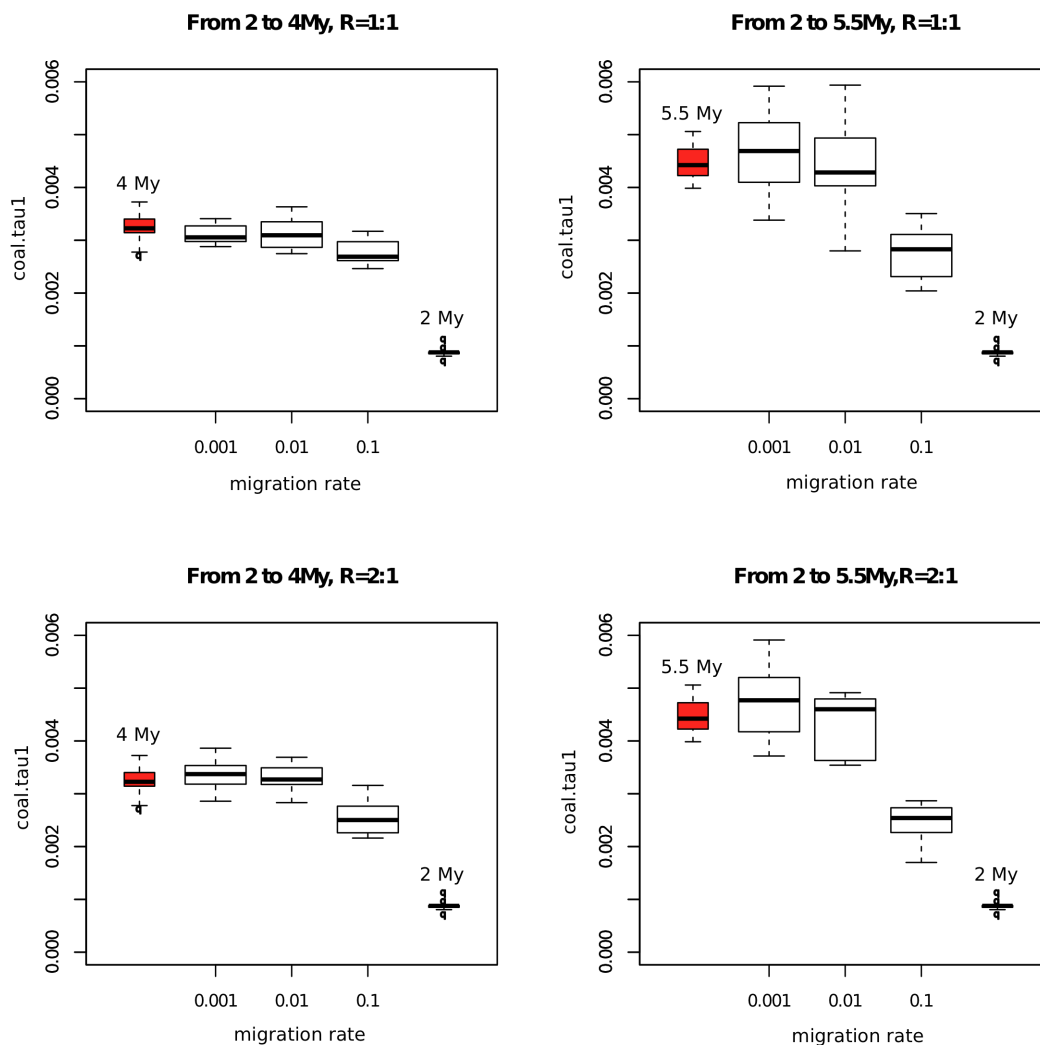 From 2 to 4My, R=1:1
coal.tau1
0.006
0.004
0.002
0.000
4 My
q
2 My
q
q
q
0.001 0.01 0.1
migration rate
From 2 to 5.5My, R=1:1
coal.tau1
0.006
0.004
0.002
0.000
5.5 My
2 My
q
q
q
0.001 0.01 0.1
migration rate
From 2 to 4My, R=2:1
coal.tau1
0.006
0.004
0.002
0.000
4 My
q
2 My
q
q
q
0.001 0.01 0.1
migration rate
From 2 to 5.5My,R=2:1
coal.tau1
0.006
0.004
0.002
0.000
5.5 My
2 My
q
q
q
0.001 0.01 0.1
migration rate